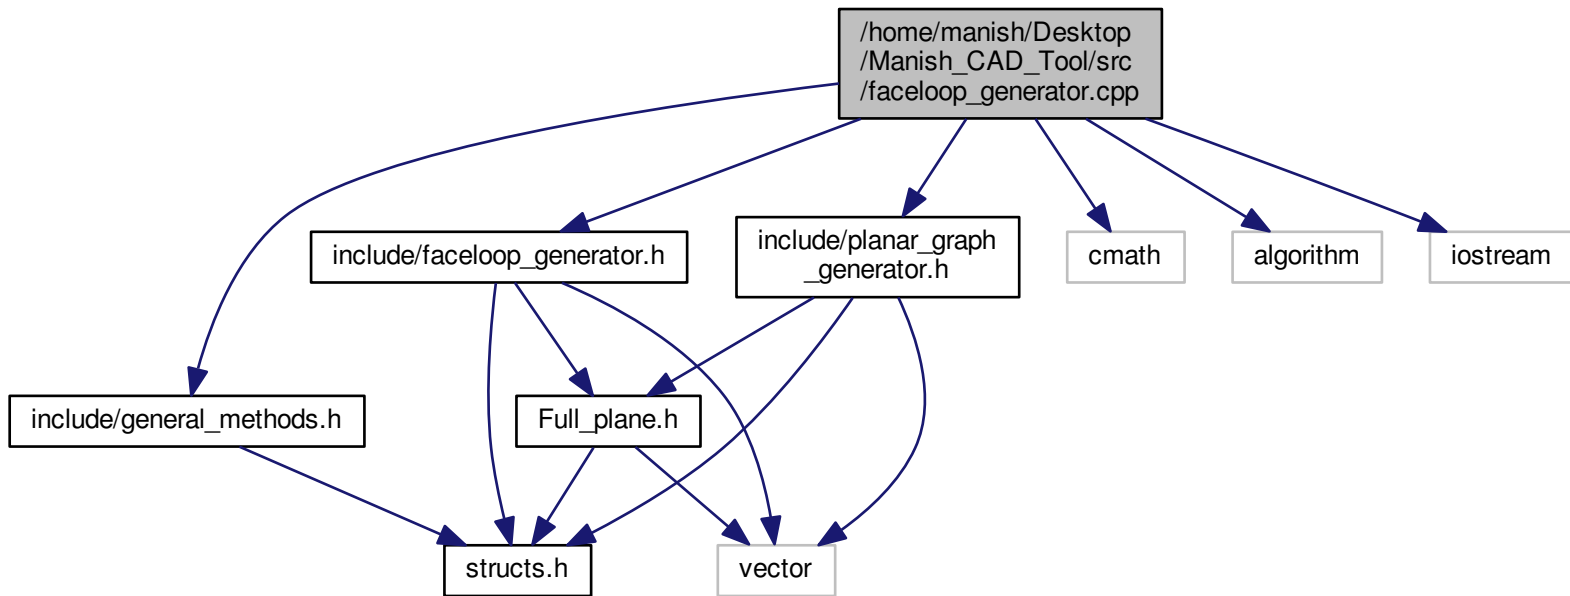 /home/manish/Desktop
/Manish_CAD_Tool/src
/faceloop_generator.cpp
include/faceloop_generator.h
include/planar_graph
_generator.h
cmath
algorithm
iostream
include/general_methods.h
Full_plane.h
structs.h
vector